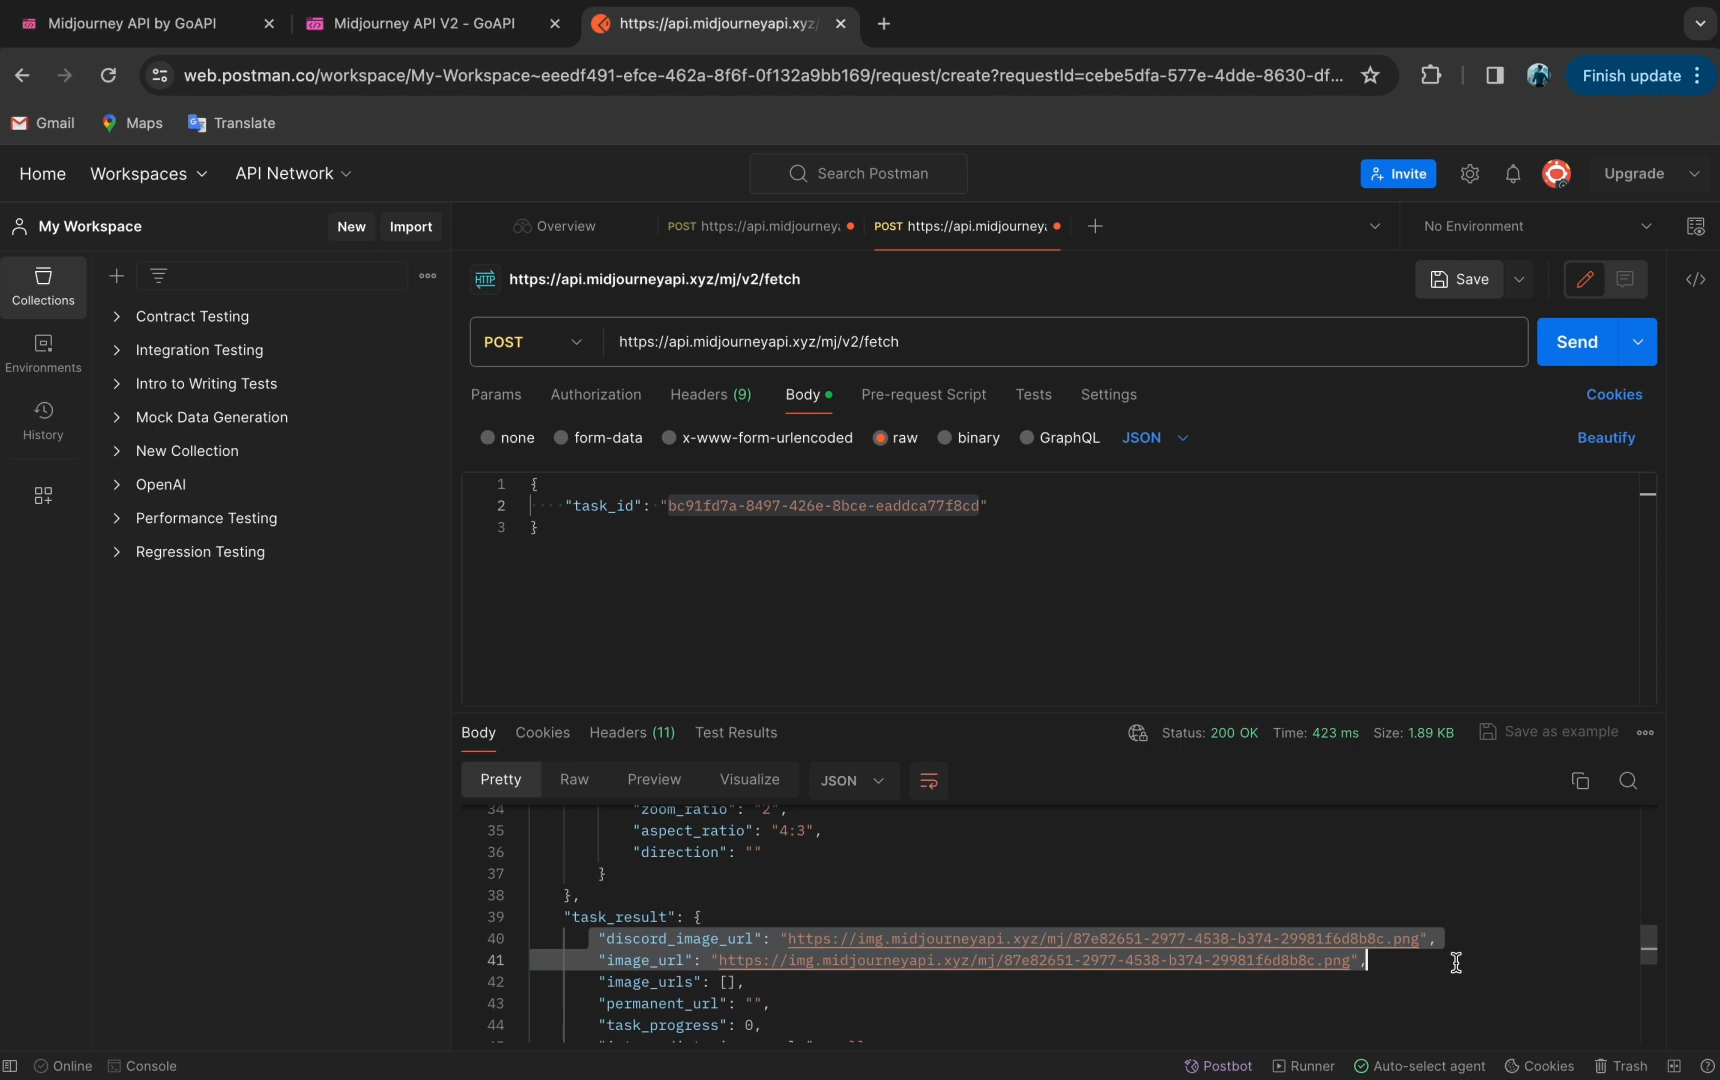 Midjourney API by GoAPI
Midjourney API V2 - GoAPI
https://api.midjourneyapi.xyz/
web.postman.co/workspace/My-Workspace~eeedf491-efce-462a-8f6f-0f132a9bb169/request/create?requestId=cebe5dfa-577e-4dde-8630-df...
Finish update
Gmail
Maps
Translate
Home
Workspaces
API Network
Search Postman
Invite
Upgrade
My Workspace
New
Import
Overview
POST https://api.midjourney.
POST https://api.midjourney.
No Environment
Collections
Environments
History
Contract Testing
Integration Testing
Intro to Writing Tests
Mock Data Generation
New Collection
OpenAI
Performance Testing
Regression Testing
HTTP
https://api.midjourneyapi.xyz/mj/v2/fetch
Save
POST
https://api.midjourneyapi.xyz/mj/v2/fetch
Send
Params
Authorization
Headers (9)
Body
Pre-request Script
Tests
Settings
Cookies
none
form-data
x-www-form-urlencoded
raw
binary
GraphQL
JSON
Beautify
1 {
2 "task_id": "bc91fd7a-8497-426e-8bce-eaddca77f8cd"
3 }
Body
Cookies
Headers (11)
Test Results
Status: 200 OK
Time: 423 ms
Size: 1.89 KB
Save as example
Pretty
Raw
Preview
Visualize
JSON
34 "zoom_ratio": "2",
35 "aspect_ratio": "4:3",
36 "direction": ""
37 }
38 },
39 "task_result": {
40 "discord_image_url": "https://img.midjourneyapi.xyz/mj/87e82651-2977-4538-b374-29981f6d8b8c.png",
41 "image_url": "https://img.midjourneyapi.xyz/mj/87e82651-2977-4538-b374-29981f6d8b8c.png",
42 "image_urls": [],
43 "permanent_url": "",
44 "task_progress": 0,
Online
Console
Postbot
Runner
Auto-select agent
Cookies
Trash